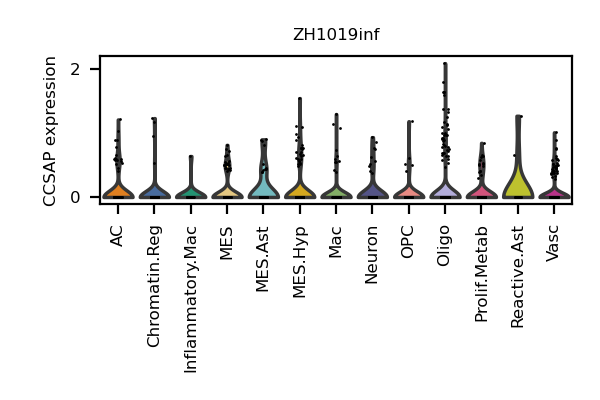 ZH1019inf
CCSAP expression
2
0
AC
Chromatin.Reg
Inflammatory.Mac
MES
MES.Ast
MES.Hyp
Mac
Neuron
OPC
Oligo
Prolif.Metab
Reactive.Ast
Vasc